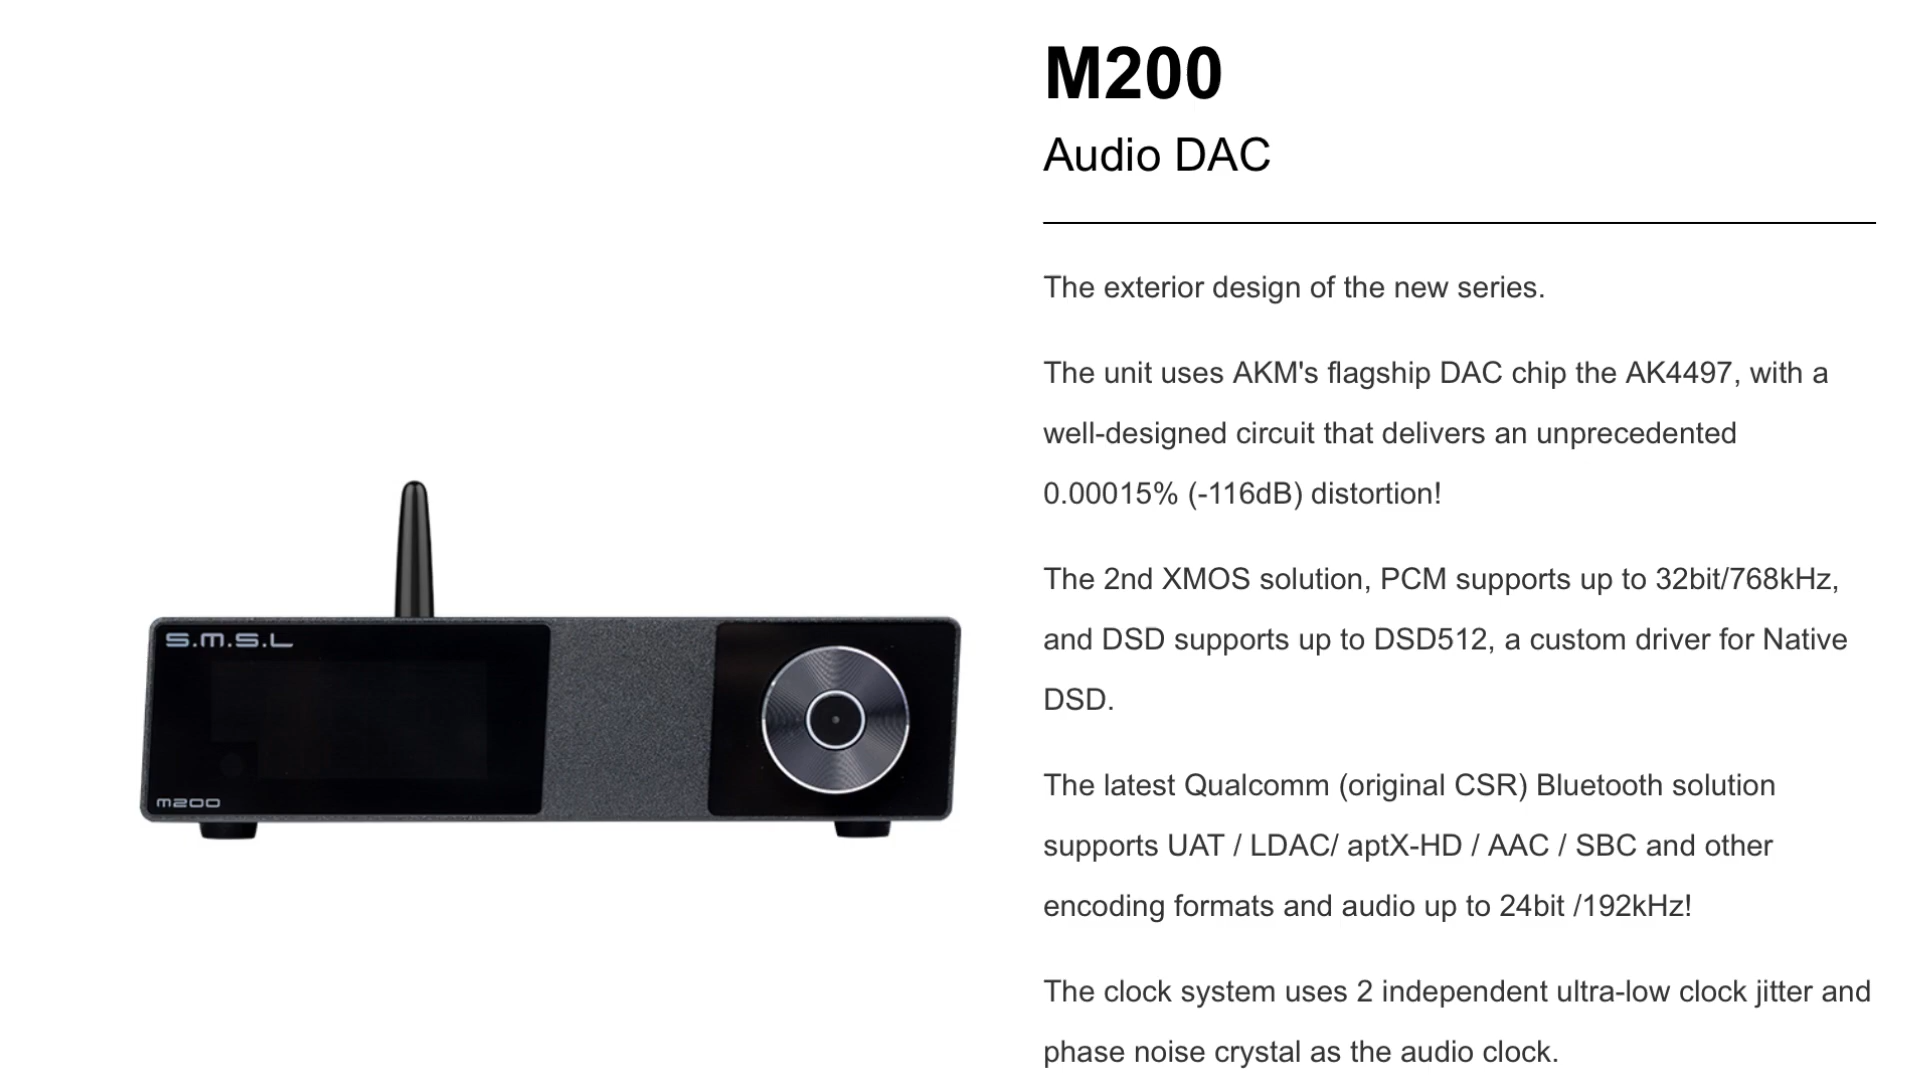 M200
Audio DAC
The exterior design of the new series.
The unit uses AKM's flagship DAC chip the AK4497, with a
well-designed circuit that delivers an unprecedented
0.00015% (-116dB) distortion!
The 2nd XMOS solution, PCM supports up to 32bit/768kHz,
and DSD supports up to DSD512, a custom driver for Native
DSD.
The latest Qualcomm (original CSR) Bluetooth solution
supports UAT / LDAC/ aptX-HD / AAC / SBC and other
encoding formats and audio up to 24bit /192kHz!
The clock system uses 2 independent ultra-low clock jitter and
phase noise crystal as the audio clock.
S.M.S.L
M200